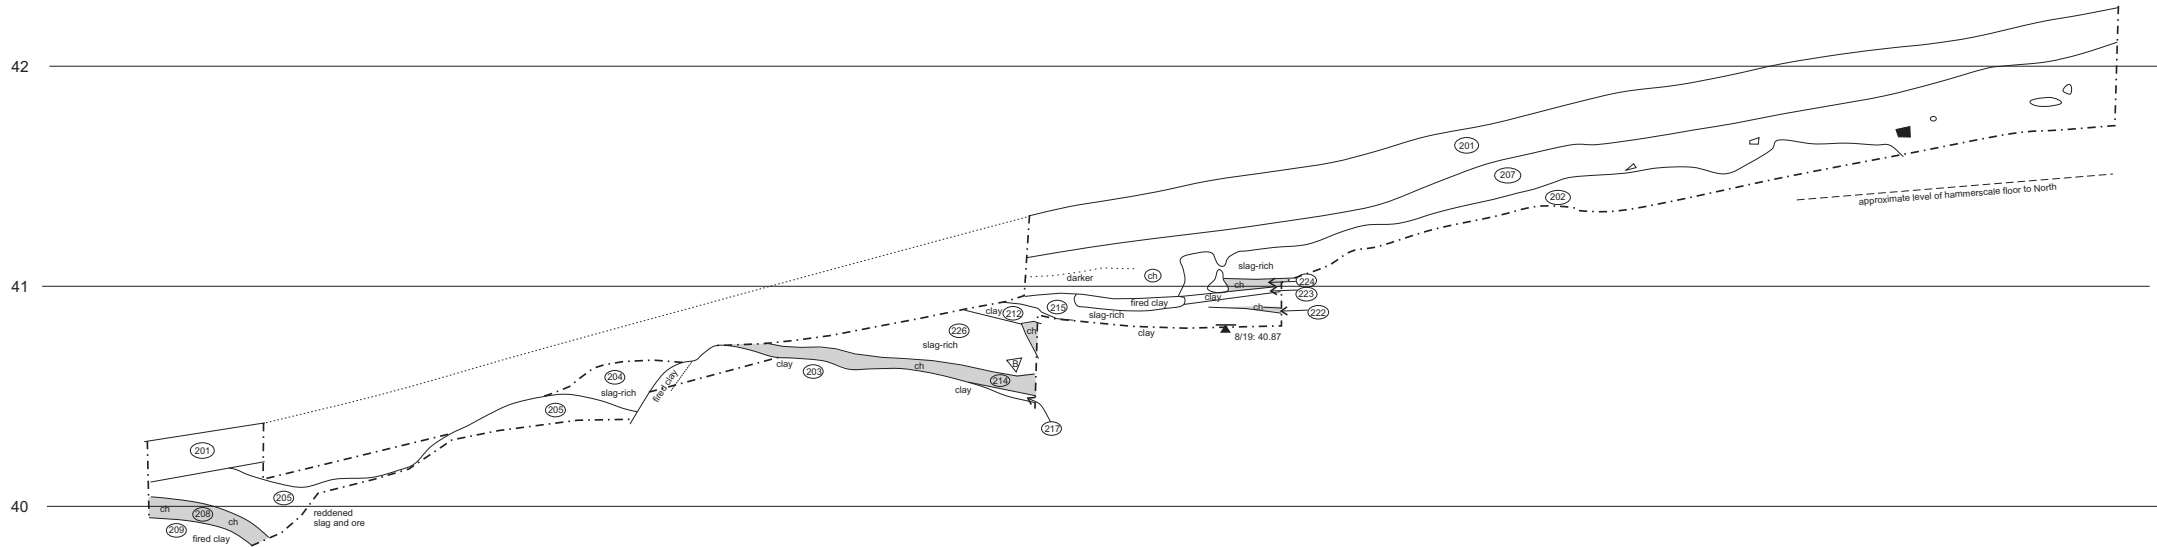 42
201
207
202
approximate level of hammerscale floor to North
slag-rich
ch
darker
41
224
ch
223
clay
fired clay
ch
222
215
clay
212
slag-rich
226
ch
clay
8/19: 40.87
slag-rich
B
clay
203
ch
214
clay
217
204
slag-rich
fired clay
205
201
205
40
reddened
slag and ore
ch
208
ch
209
fired clay